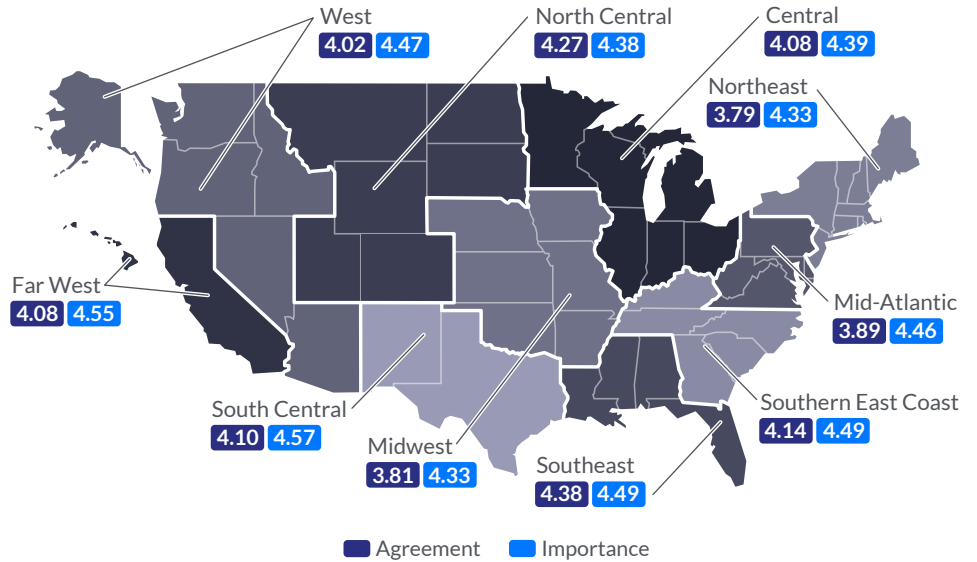 West
4.02 4.47
North Central
4.27 4.38
Central
4.08 4.39
Northeast
3.79 4.33
Far West
4.08 4.55
Mid-Atlantic
3.89 4.46
South Central
4.10 4.57
Midwest
3.81 4.33
Southeast
4.38 4.49
Southern East Coast
4.14 4.49
Agreement Importance